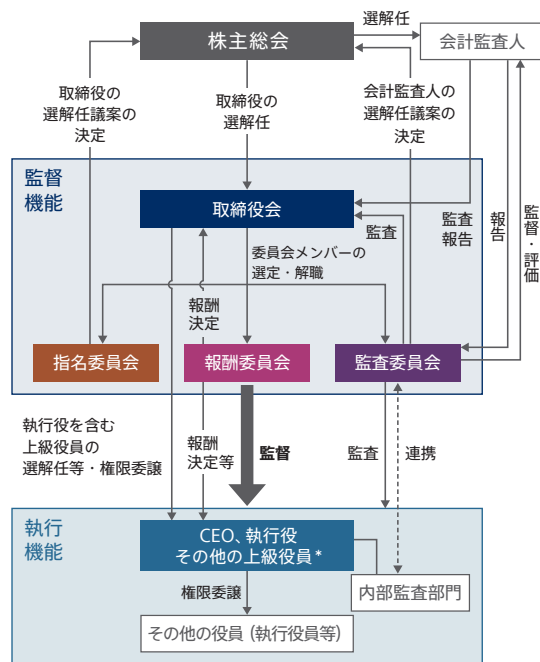 選解任
株主総会
会計監査人
取締役の
選解任議案の
決定
取締役の
選解任
会計監査人の
選解任議案の
決定
監督
機能
取締役会
監査
監査
報告
報告
監督・評価
委員会メンバーの
選定・解職
報酬
決定
指名委員会
報酬委員会
監査委員会
執行役を含む
上級役員の
選解任等・権限委譲
報酬
決定等
監督
監査
連携
執行
機能
CEO、執行役
その他の上級役員*
内部監査部門
権限委譲
その他の役員(執行役員等)